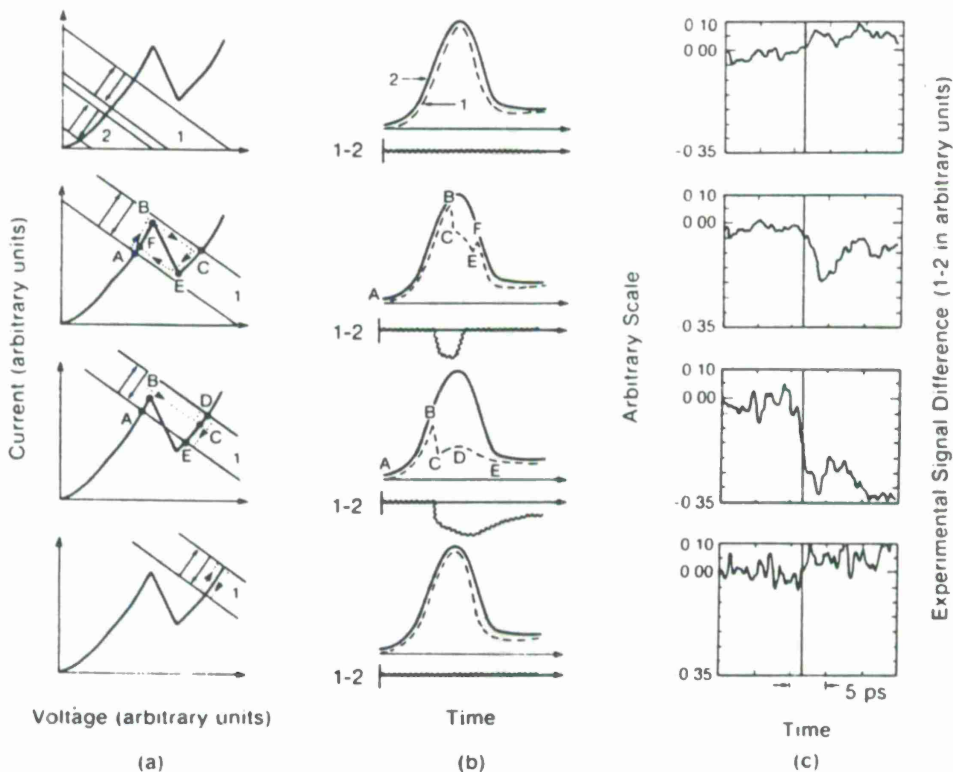 Current (arbitrary units)
2
1
B
A
F
C
E
1
B
D
A
C
E
1
1
Voltage (arbitrary units)
(a)
2
1
1-2
B
C
F
E
A
1-2
B
A
C
D
E
1-2
1-2
Time
(b)
Arbitrary Scale
0 10
0 00
-0.35
0 10
0 00
-0.35
0 10
0 00
-0.35
0 10
0 00
0 35
5 ps
Time
(c)
Experimental Signal Difference (1-2 in arbitrary units)